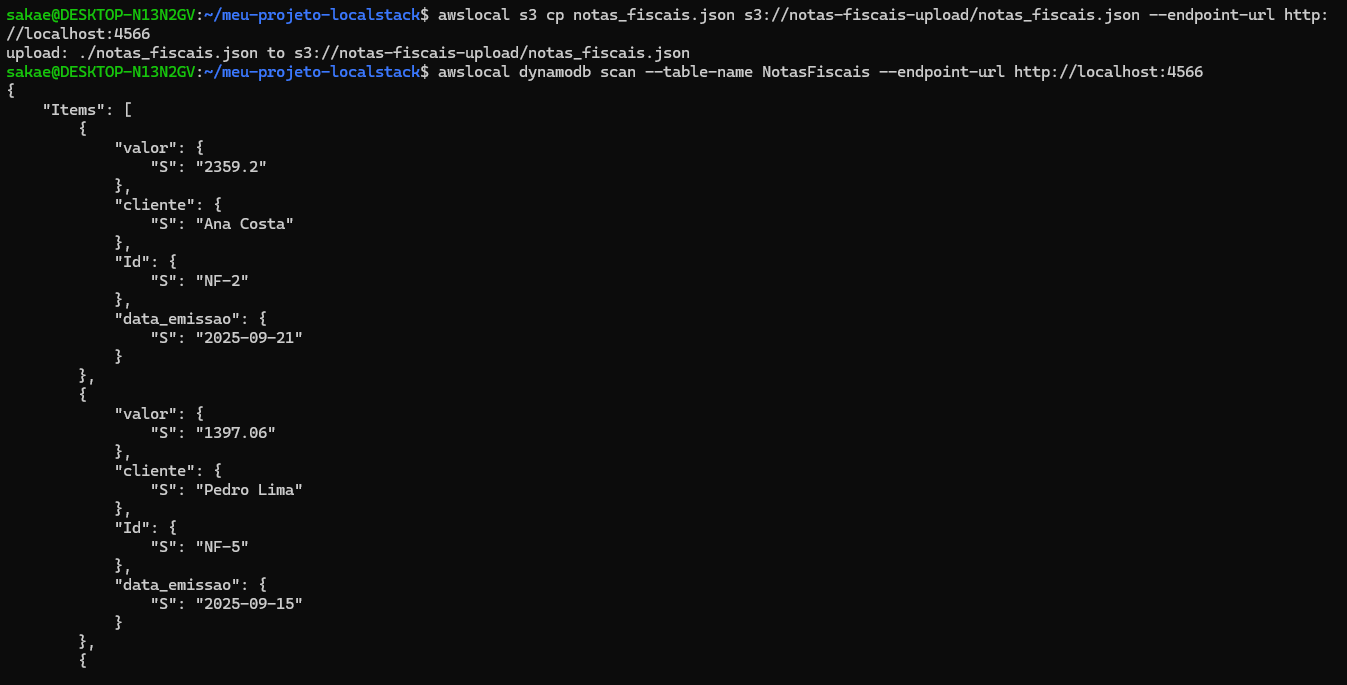 sakae@DESKTOP-N13N2GV:~/meu-projeto-localstack$ awslocal s3 cp notas_fiscais.json s3://notas-fiscais-upload/notas_fiscais.json --endpoint-url http:
//localhost:4566
upload: ./notas_fiscais.json to s3://notas-fiscais-upload/notas_fiscais.json
sakae@DESKTOP-N13N2GV:~/meu-projeto-localstack$ awslocal dynamodb scan --table-name NotasFiscais --endpoint-url http://localhost:4566
{
    "Items": [
        {
            "valor": {
                "S": "2359.2"
            },
            "cliente": {
                "S": "Ana Costa"
            },
            "Id": {
                "S": "NF-2"
            },
            "data_emissao": {
                "S": "2025-09-21"
            }
        },
        {
            "valor": {
                "S": "1397.06"
            },
            "cliente": {
                "S": "Pedro Lima"
            },
            "Id": {
                "S": "NF-5"
            },
            "data_emissao": {
                "S": "2025-09-15"
            }
        },
        {